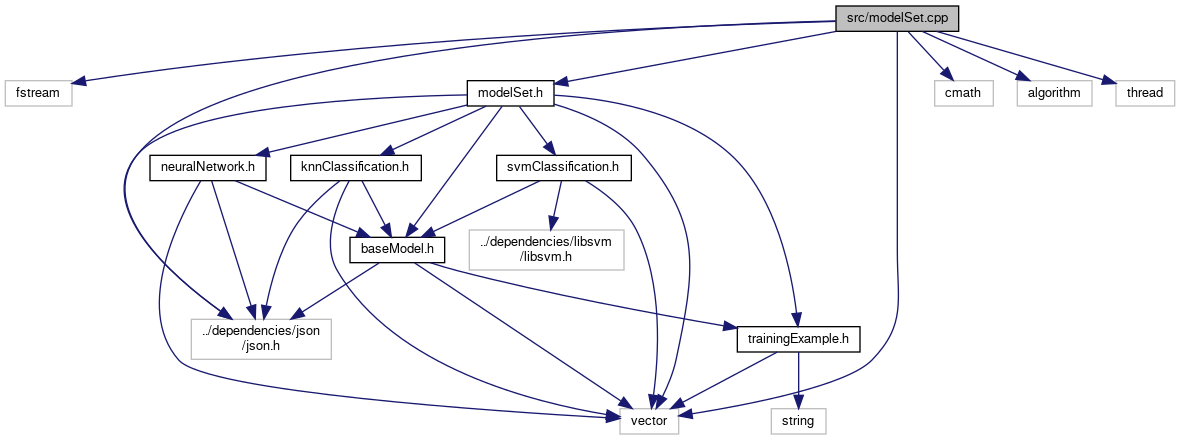 src/modelSet.cpp
fstream
modelSet.h
cmath
algorithm
thread
neuralNetwork.h
knnClassification.h
svmClassification.h
baseModel.h
../dependencies/libsvm
/libsvm.h
../dependencies/json
/json.h
trainingExample.h
vector
string